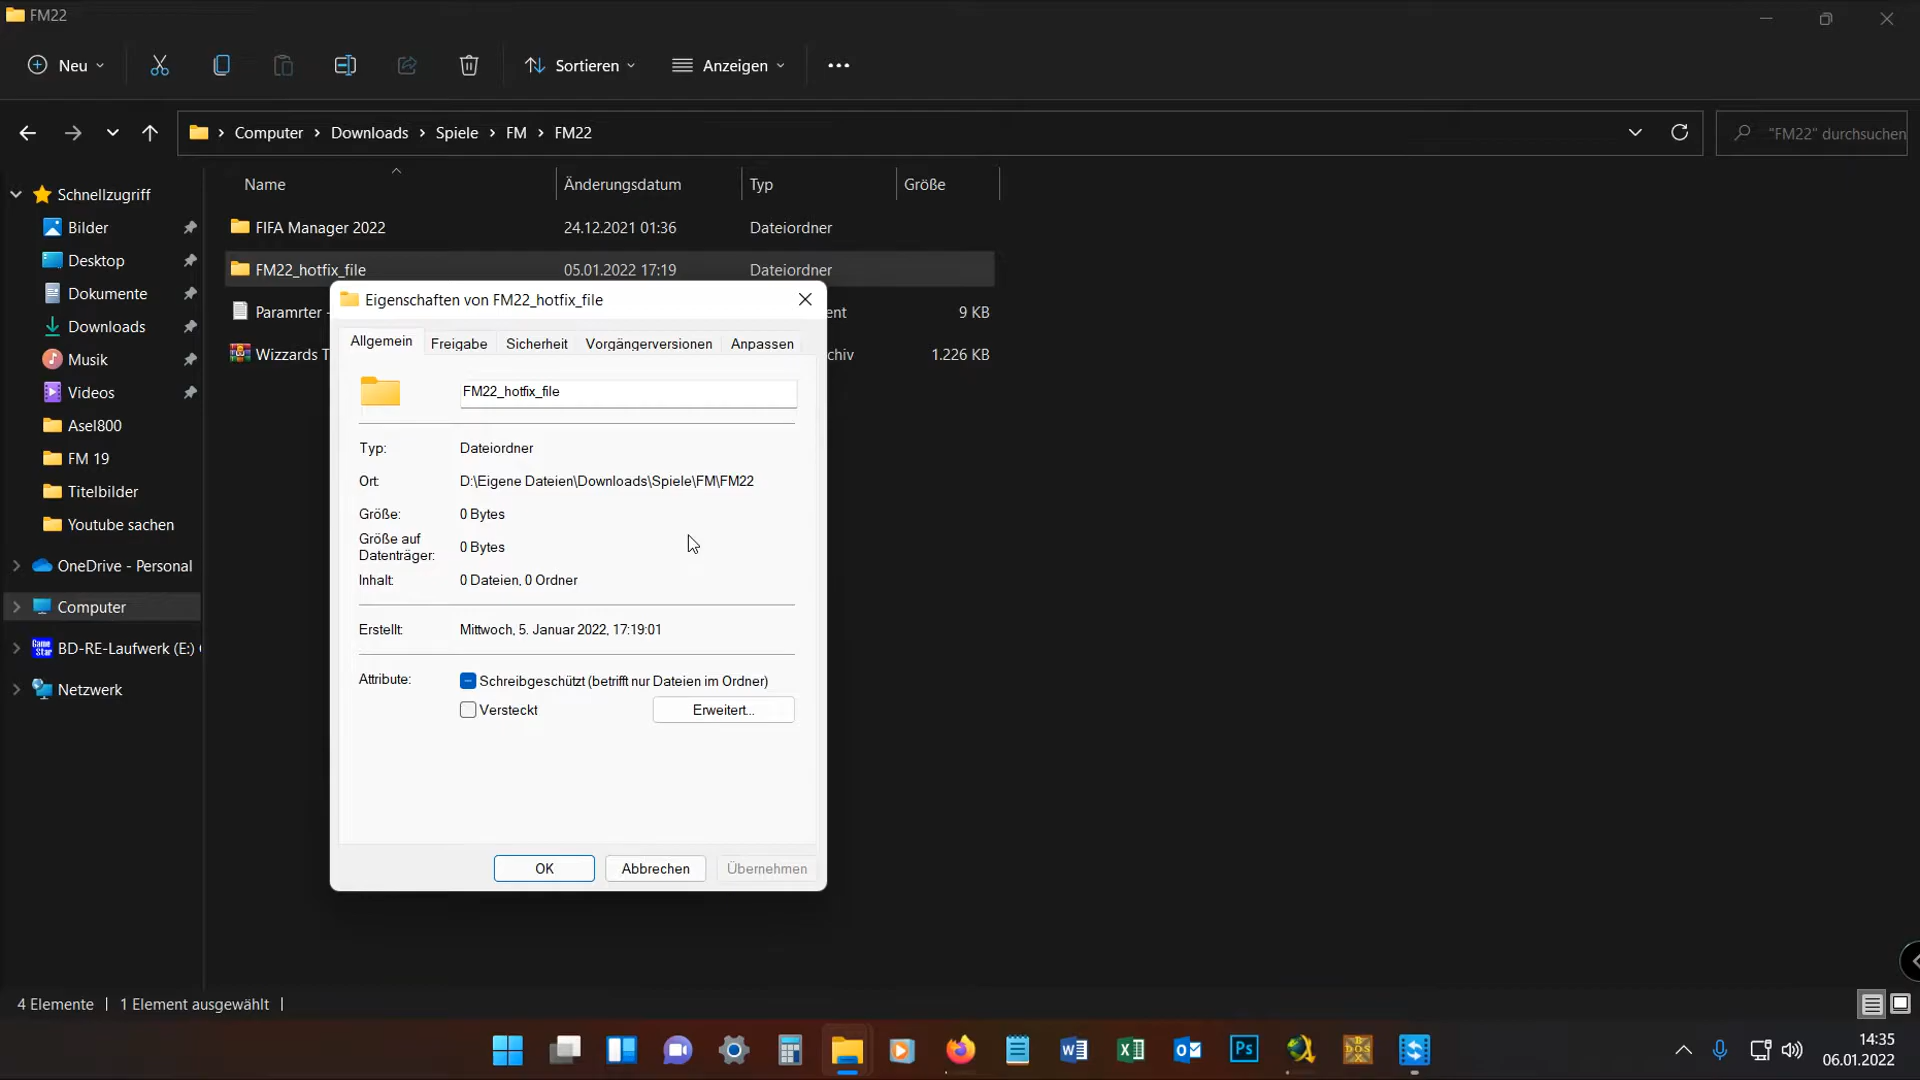 FM22
Neu
Sortieren
Anzeigen
Computer
Downloads
Spiele
FM
FM22
"FM22" durchsuchen
Name
Änderungsdatum
Typ
Größe
Schnellzugriff
Bilder
Desktop
Dokumente
Downloads
Musik
Videos
Asel800
FM 19
Titelbilder
Youtube sachen
OneDrive - Personal
Computer
BD-RE-Laufwerk (E:)
Netzwerk
FIFA Manager 2022 24.12.2021 01:36 Dateiordner
FM22_hotfix_file 05.01.2022 17:19 Dateiordner
Paramrter - ent 9 KB
Wizzards T chiv 1.226 KB
Eigenschaften von FM22_hotfix_file
Allgemein Freigabe Sicherheit Vorgängerversionen Anpassen
FM22_hotfix_file
Typ: Dateiordner
Ort: D:\Eigene Dateien\Downloads\Spiele\FM\FM22
Größe: 0 Bytes
Größe auf
Datenträger: 0 Bytes
Inhalt: 0 Dateien, 0 Ordner
Erstellt: Mittwoch, 5. Januar 2022, 17:19:01
Attribute: Schreibgeschützt (betrifft nur Dateien im Ordner)
Versteckt
Erweitert...
OK
Abbrechen
Übernehmen
4 Elemente
1 Element ausgewählt
Ps
14:35
06.01.2022